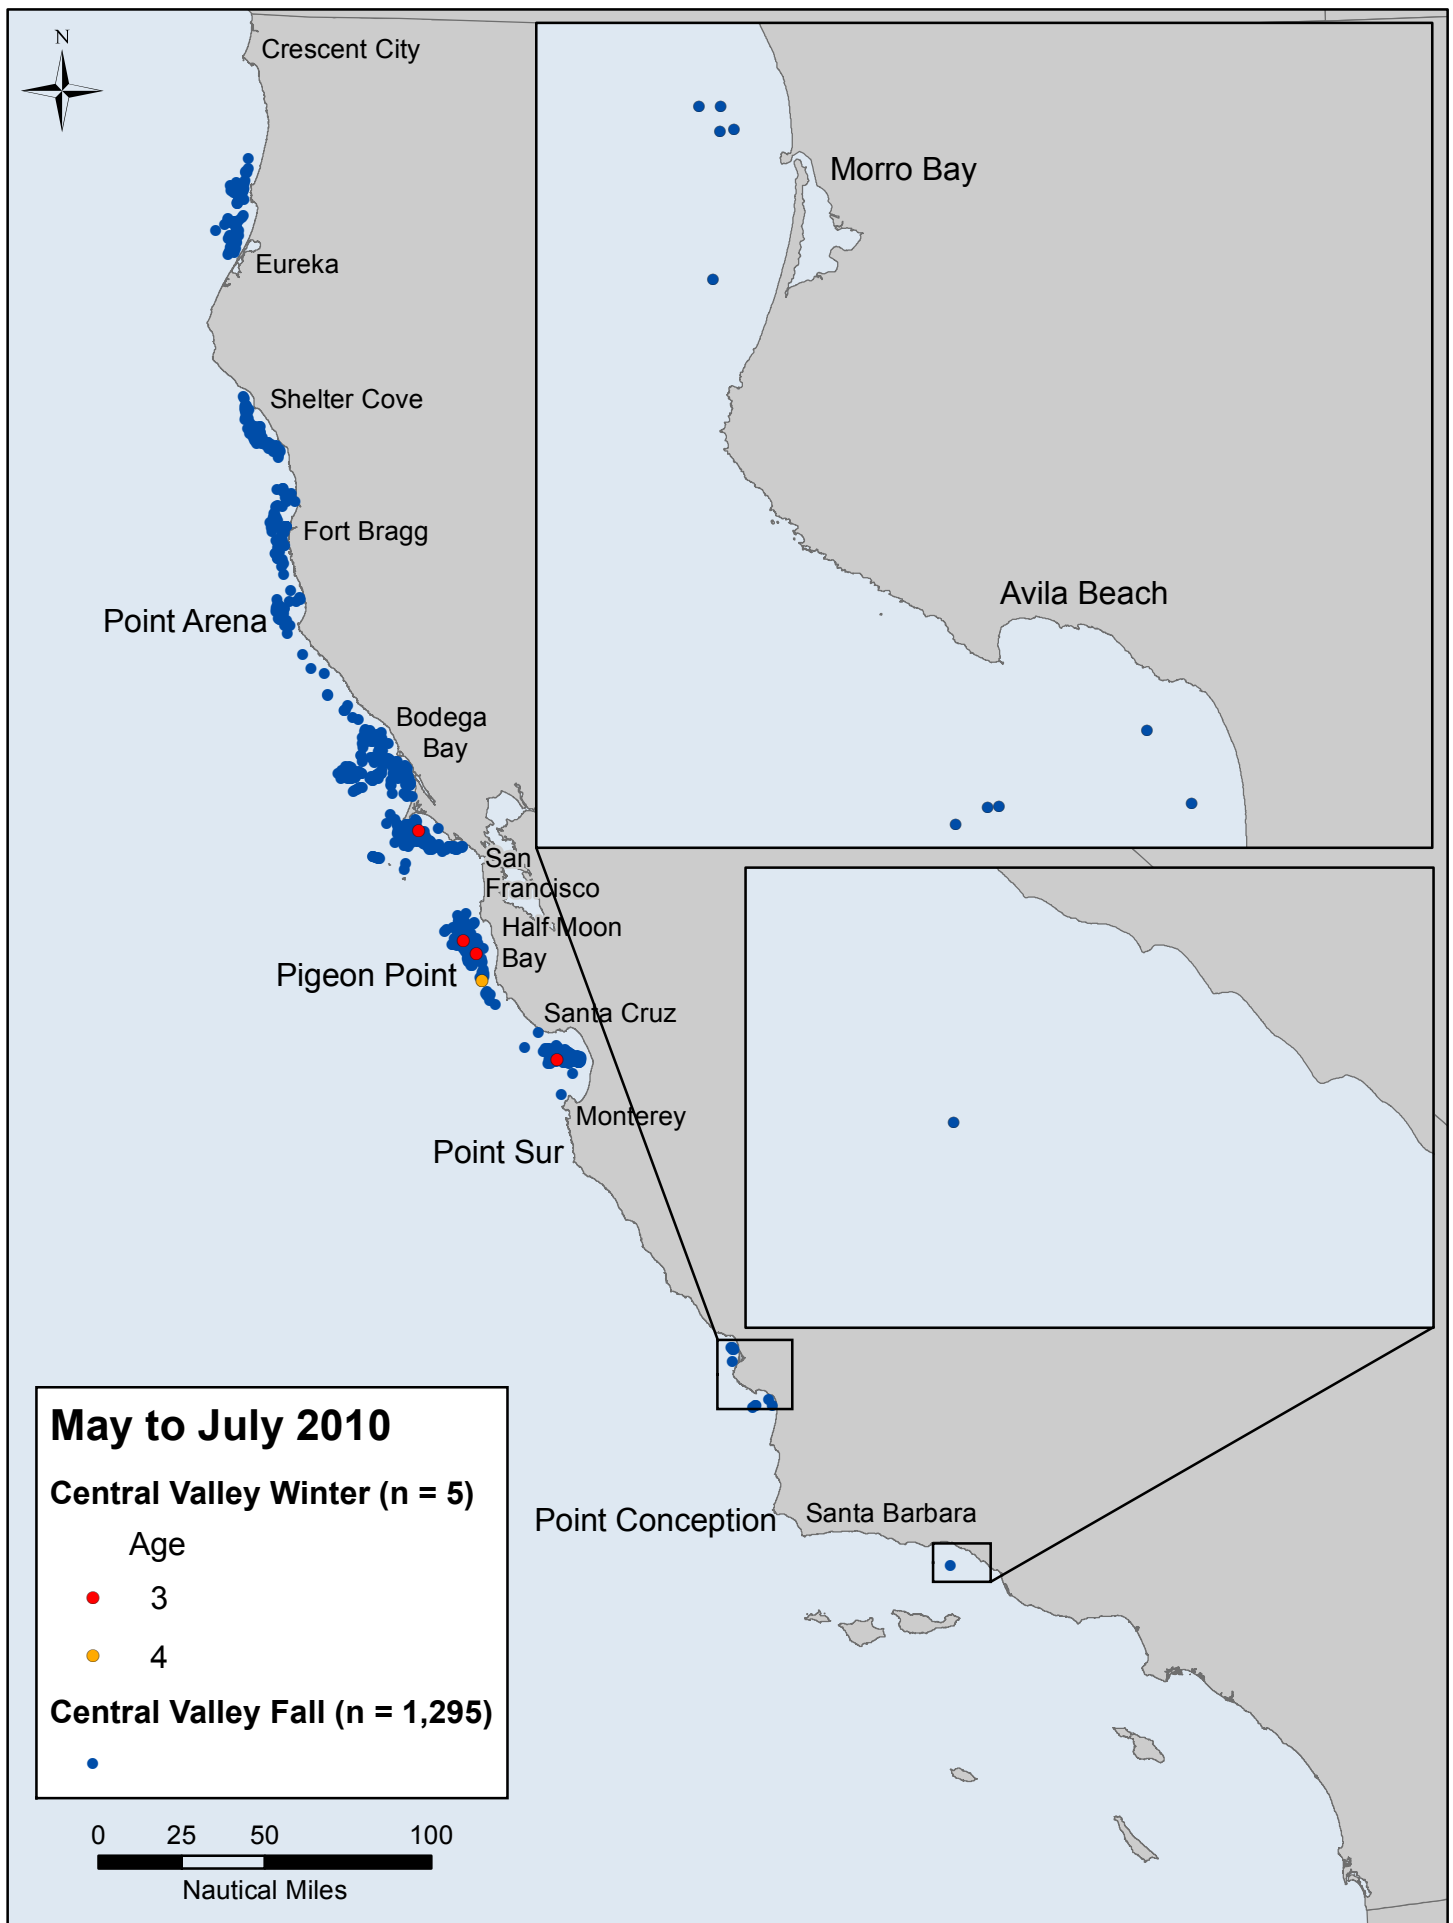 N
Crescent City
Eureka
Shelter Cove
Fort Bragg
Point Arena
Bodega
Bay
San
Francisco
Half Moon
Bay
Pigeon Point
Santa Cruz
Monterey
Point Sur
Point Conception
Santa Barbara
Morro Bay
Avila Beach
May to July 2010
Central Valley Winter (n = 5)
Age
3
4
Central Valley Fall (n = 1,295)
0 25 50 100
Nautical Miles